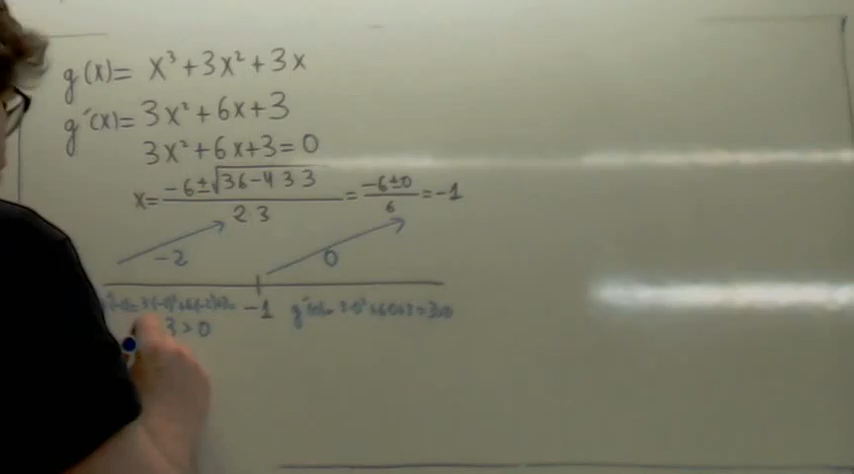 g(x) = x³ + 3x² + 3x
g´(x) = 3x² + 6x + 3
3x² + 6x + 3 = 0
x = (-6 ± √(36 - 4 3 3)) / (2 3) = (-6 ± 0) / 6 = -1
-2 0
-1
3 > 0